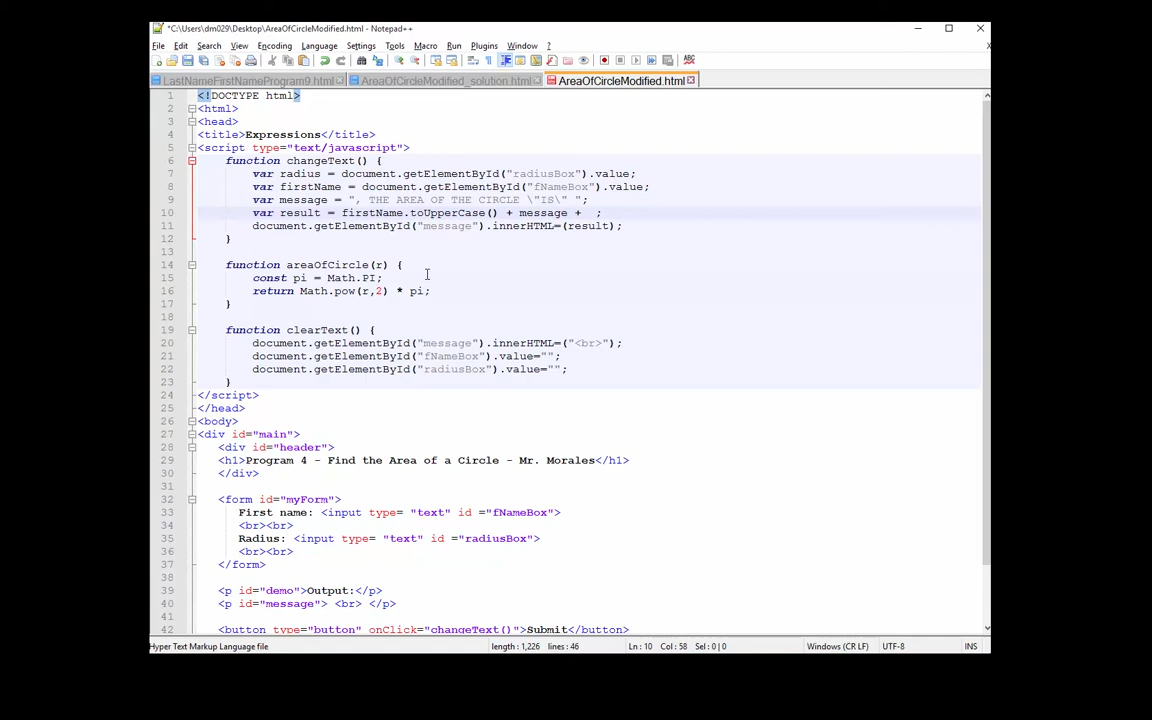 *C:\Users\dm029\Desktop\AreaOfCircleModified.html - Notepad++
File Edit Search View Encoding Language Settings Tools Macro Run Plugins Window ?
LastNameFirstNameProgram9.html AreaOfCircleModified_solution.html AreaOfCircleModified.html
1 <!DOCTYPE html>
2 <html>
3 <head>
4 <title>Expressions</title>
5 <script type="text/javascript">
6 function changeText() {
7 var radius = document.getElementById("radiusBox").value;
8 var firstName = document.getElementById("fNameBox").value;
9 var message = ", THE AREA OF THE CIRCLE \"IS\" ";
10 var result = firstName.toUpperCase() + message + ;
11 document.getElementById("message").innerHTML=(result);
12 }
13
14 function areaOfCircle(r) {
15 const pi = Math.PI;
16 return Math.pow(r,2) * pi;
17 }
18
19 function clearText() {
20 document.getElementById("message").innerHTML=("<br>");
21 document.getElementById("fNameBox").value="";
22 document.getElementById("radiusBox").value="";
23 }
24 </script>
25 </head>
26 <body>
27 <div id="main">
28 <div id="header">
29 <h1>Program 4 - Find the Area of a Circle - Mr. Morales</h1>
30 </div>
31
32 <form id="myForm">
33 First name: <input type= "text" id ="fNameBox">
34 <br><br>
35 Radius: <input type= "text" id ="radiusBox">
36 <br><br>
37 </form>
38
39 <p id="demo">Output:</p>
40 <p id="message"> <br> </p>
41
42 <button type="button" onClick="changeText()">Submit</button>
Hyper Text Markup Language file length : 1,226 lines : 46 Ln : 10 Col : 58 Sel : 0 | 0 Windows (CR LF) UTF-8 INS